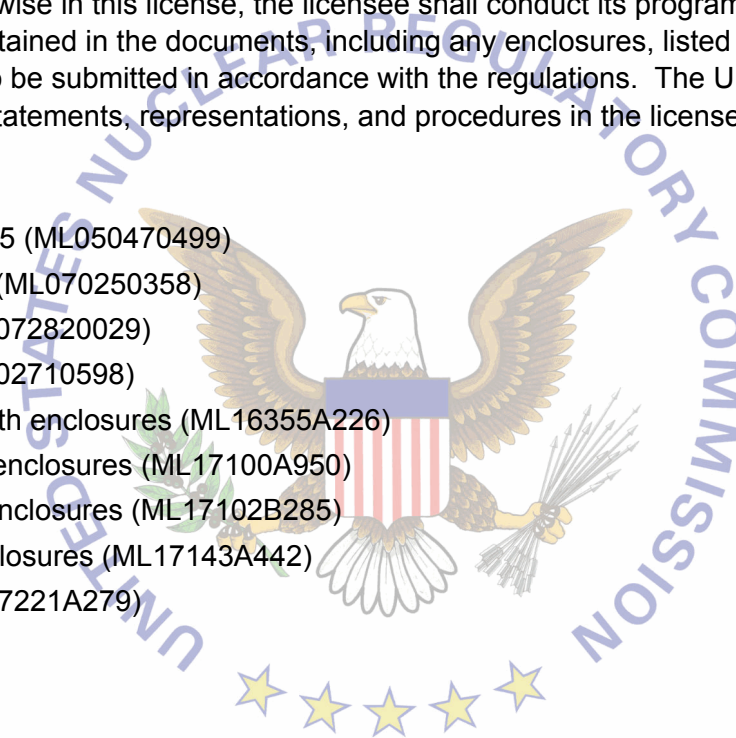 wise in this license, the licensee shall conduct its program
tained in the documents, including any enclosures, listed
o be submitted in accordance with the regulations. The U
tatements, representations, and procedures in the license
5 (ML050470499)
(ML070250358)
072820029)
02710598)
th enclosures (ML16355A226)
enclosures (ML17100A950)
nclosures (ML17102B285)
losures (ML17143A442)
7221A279)
UNITED STATES NUCLEAR REGULATORY COMMISSION